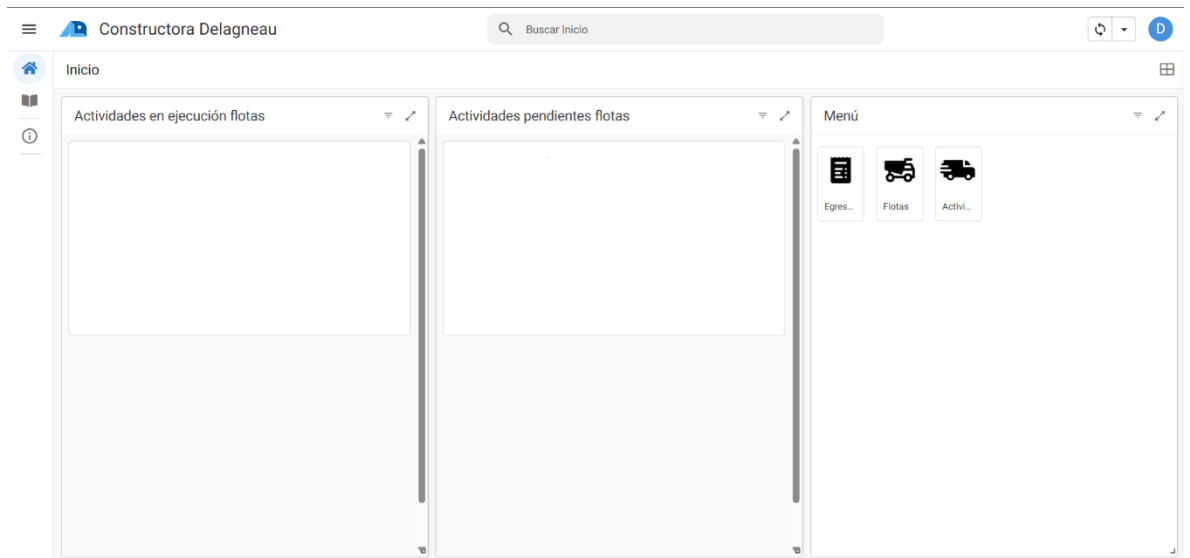 Constructora Delagneau
Buscar Inicio
D
Inicio
Actividades en ejecución flotas
Actividades pendientes flotas
Menú
Egres...
Flotas
Activi...